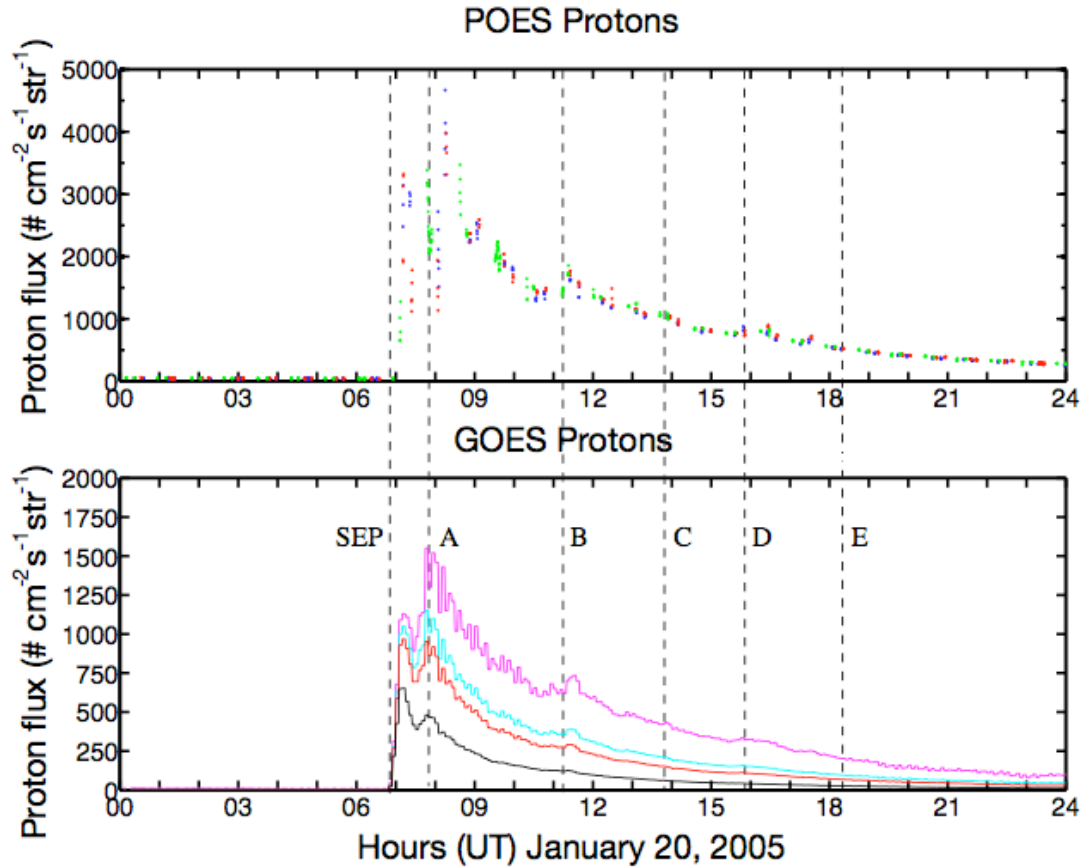 POES Protons
Proton flux (# cm-2 s-1 str-1)
5000
4000
3000
2000
1000
0
00 03 06 09 12 15 18 21 24
GOES Protons
Proton flux (# cm-2 s-1 str-1)
2000
1750
1500
1250
1000
750
500
250
0
SEP A B C D E
00 03 06 09 12 15 18 21 24
Hours (UT) January 20, 2005